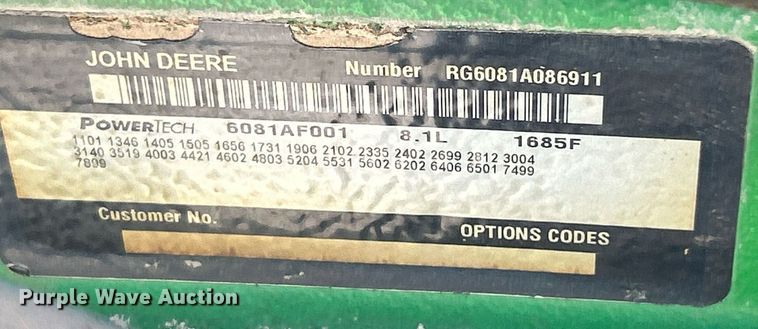 JOHN DEERE Number RG6081A086911
POWERTECH 6081AF001 8.1L 1685F
1101 1346 1405 1505 1656 1731 1906 2102 2335 2402 2699 2812 3004
3140 3519 4003 4421 4602 4803 5204 5531 5602 6202 6406 6501 7499
7899
Customer No.
OPTIONS CODES
Purple Wave Auction